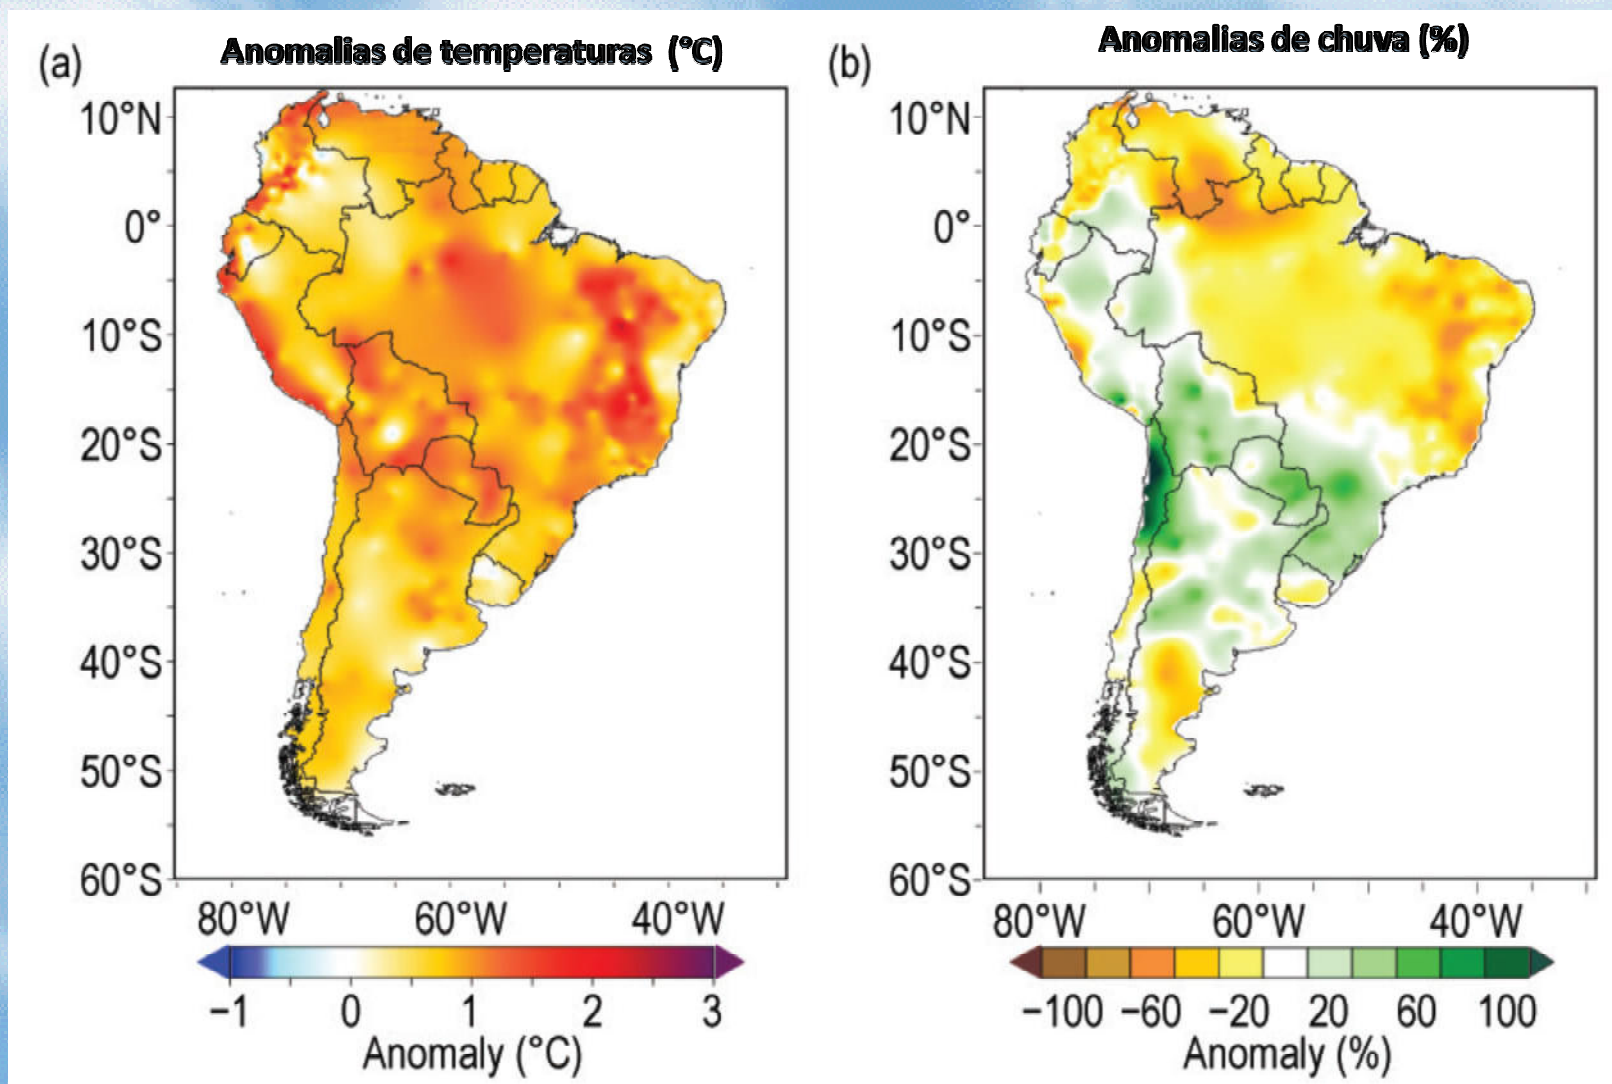 (a)
Anomalias de temperaturas (°C)
10°N
0°
10°S
20°S
30°S
40°S
50°S
60°S
80°W 60°W 40°W
−1 0 1 2 3
Anomaly (°C)
(b)
Anomalias de chuva (%)
10°N
0°
10°S
20°S
30°S
40°S
50°S
60°S
80°W 60°W 40°W
−100 −60 −20 20 60 100
Anomaly (%)